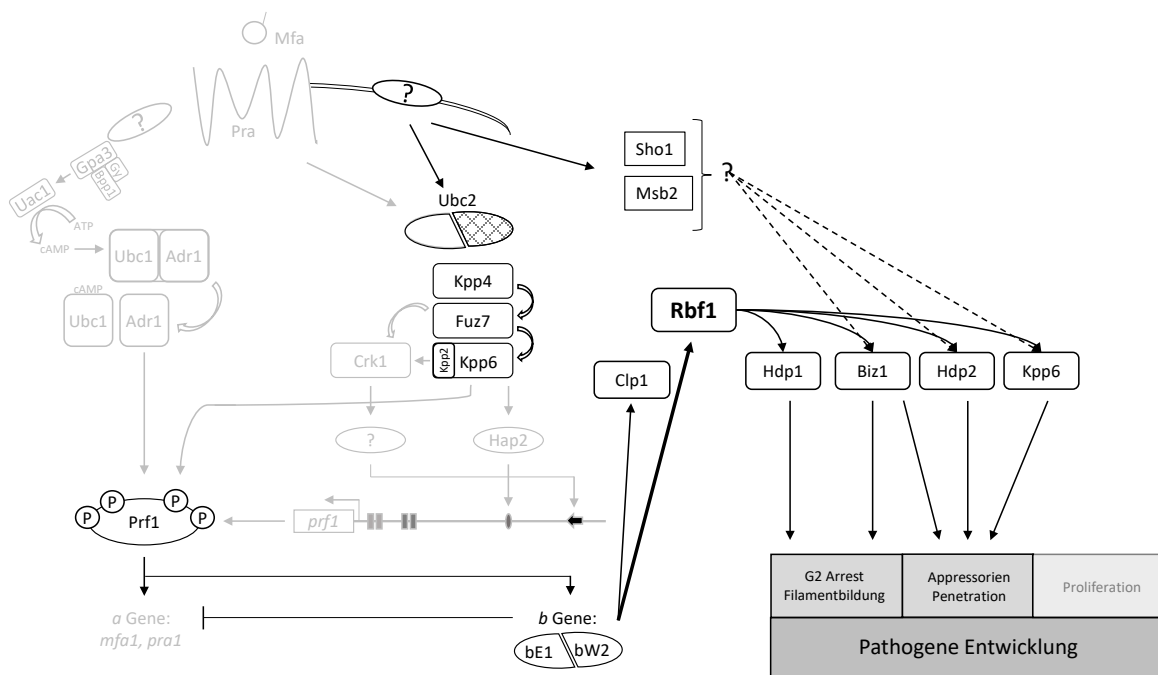 Mfa
?
Pra
?
Gpa3
Gγ
Bpp1
Uac1
ATP
cAMP
Ubc1
Adr1
cAMP
Ubc1
Adr1
Sho1
Msb2
?
Ubc2
Kpp4
Fuz7
Kpp2
Kpp6
Crk1
?
Hap2
Rbf1
Clp1
Hdp1
Biz1
Hdp2
Kpp6
P
P
P
P
Prf1
prf1
a Gene:
mfa1, pra1
b Gene:
bE1
bW2
G2 Arrest
Filamentbildung
Appressorien
Penetration
Proliferation
Pathogene Entwicklung